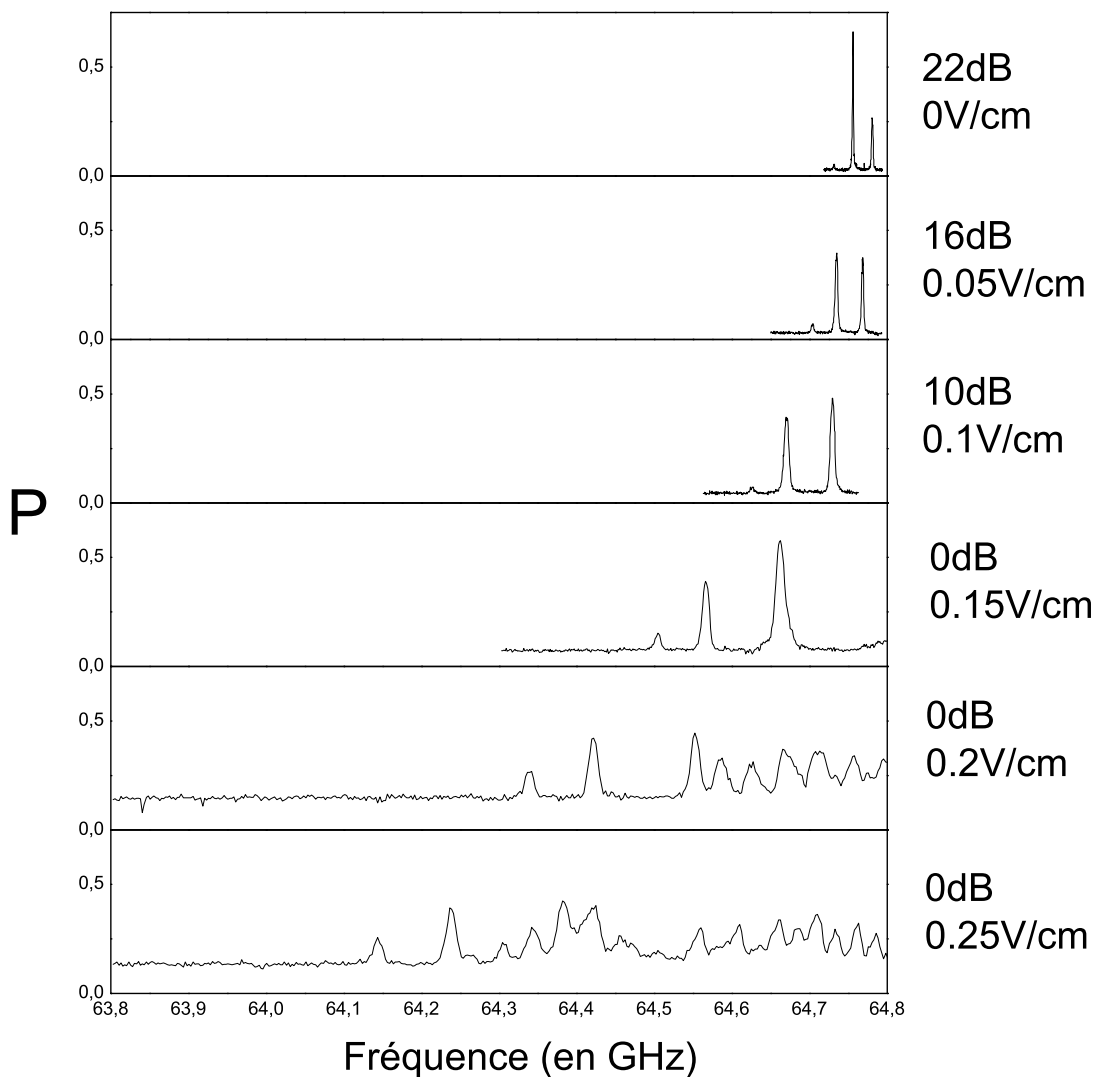 0,5
0,0
22dB
0V/cm
0,5
0,0
16dB
0.05V/cm
0,5
0,0
10dB
0.1V/cm
P
0,5
0,0
0dB
0.15V/cm
0,5
0,0
0dB
0.2V/cm
0,5
0,0
0dB
0.25V/cm
63,8 63,9 64,0 64,1 64,2 64,3 64,4 64,5 64,6 64,7 64,8
Fréquence (en GHz)